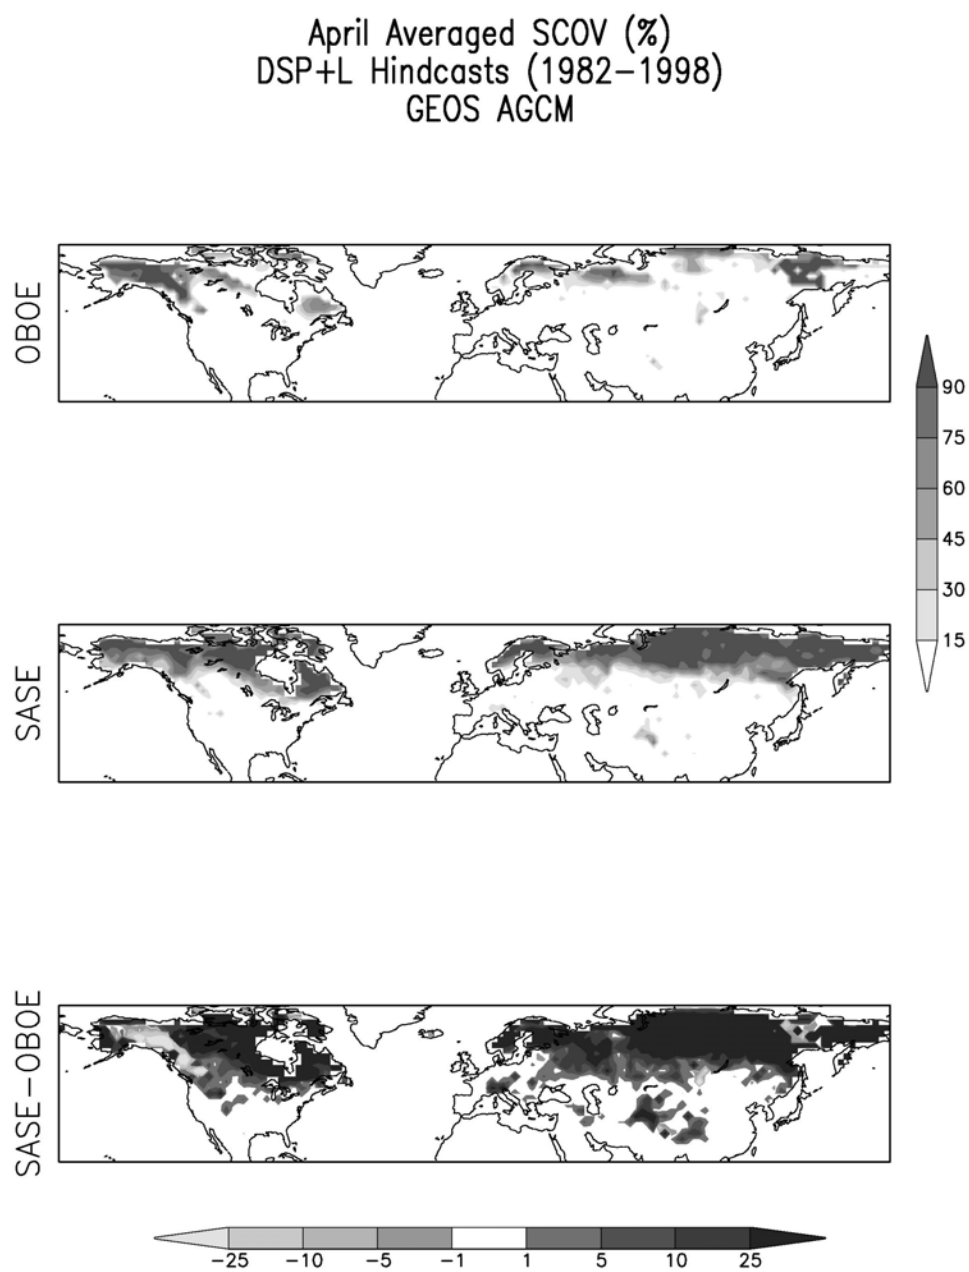 April Averaged SCOV (%)
DSP+L Hindcasts (1982−1998)
GEOS AGCM
OBOE
90
75
60
45
30
15
SASE
SASE−OBOE
−25 −10 −5 −1 1 5 10 25